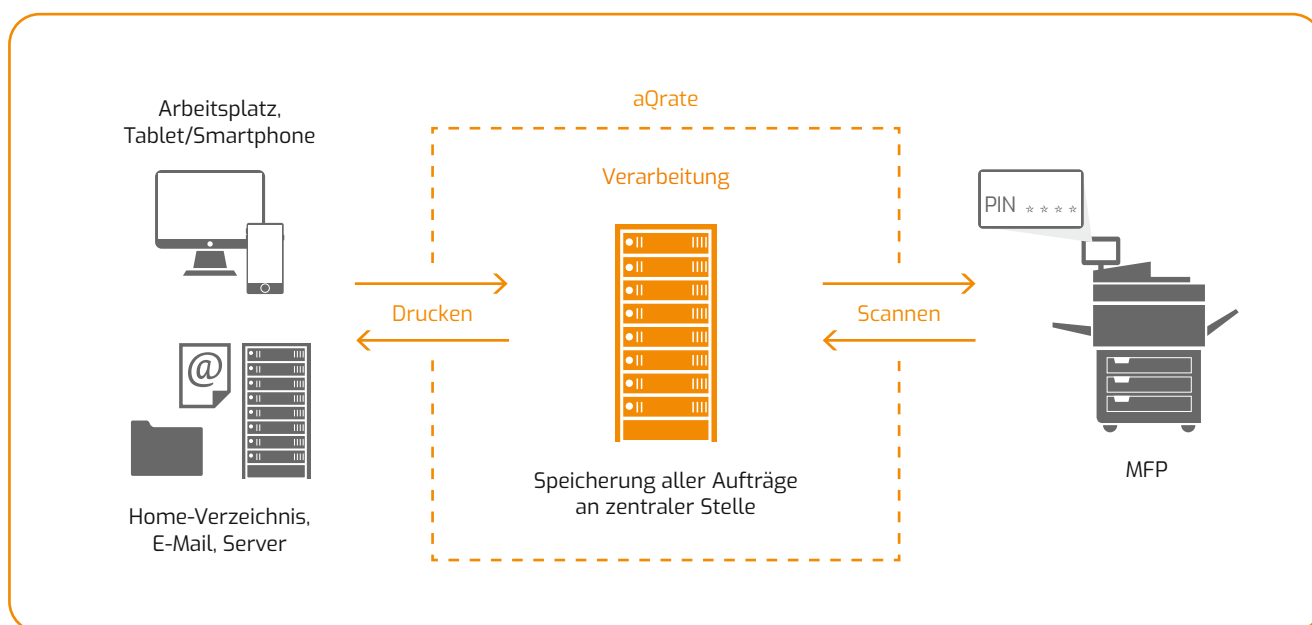 Arbeitsplatz,
Tablet/Smartphone
aQrate
Verarbeitung
PIN ****
Drucken
Scannen
@
Speicherung aller Aufträge
an zentraler Stelle
MFP
Home-Verzeichnis,
E-Mail, Server